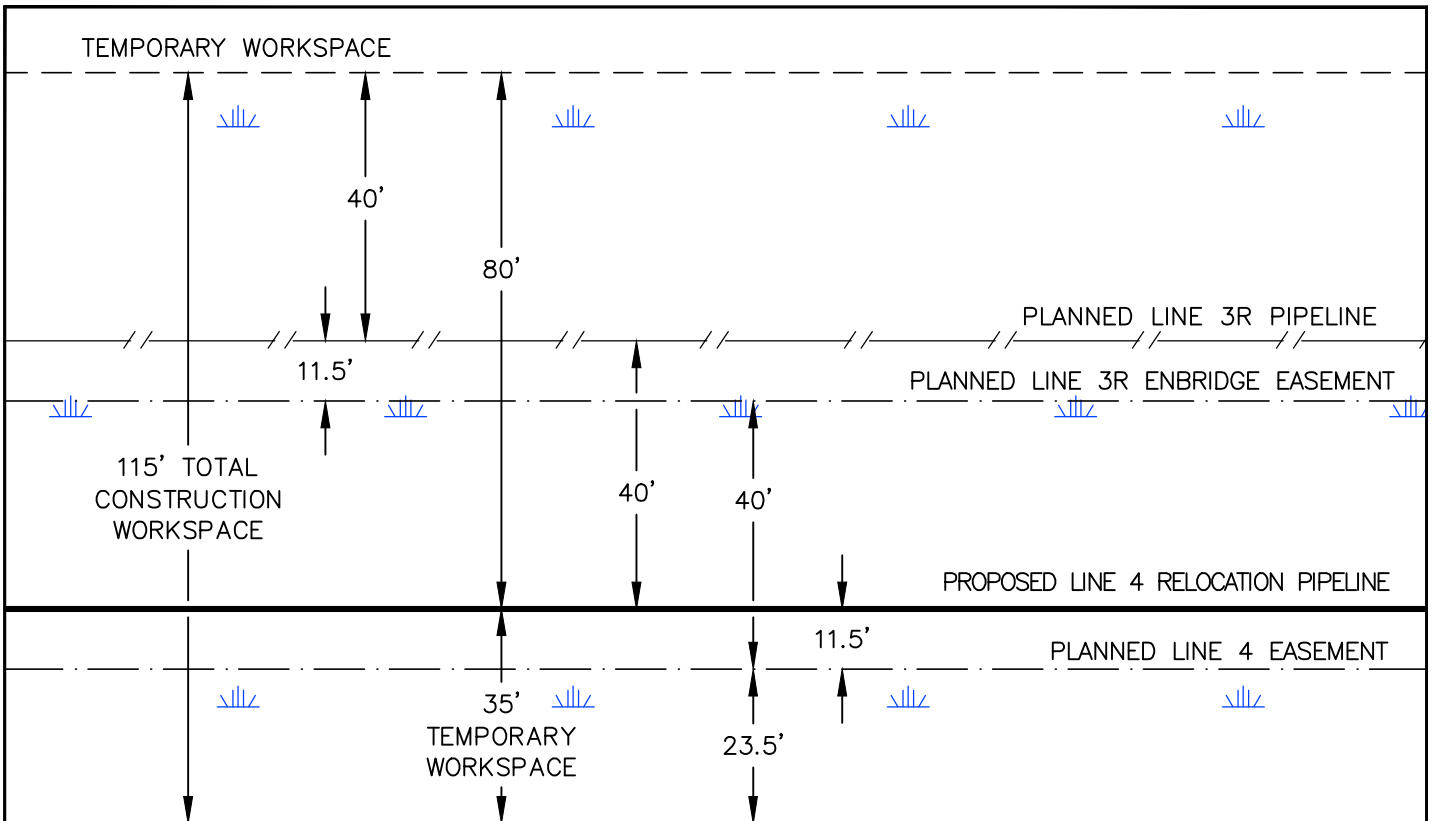 TEMPORARY WORKSPACE
40'
80'
PLANNED LINE 3R PIPELINE
11.5'
PLANNED LINE 3R ENBRIDGE EASEMENT
115' TOTAL
CONSTRUCTION
WORKSPACE
40'
40'
PROPOSED LINE 4 RELOCATION PIPELINE
11.5'
PLANNED LINE 4 EASEMENT
35'
TEMPORARY
WORKSPACE
23.5'